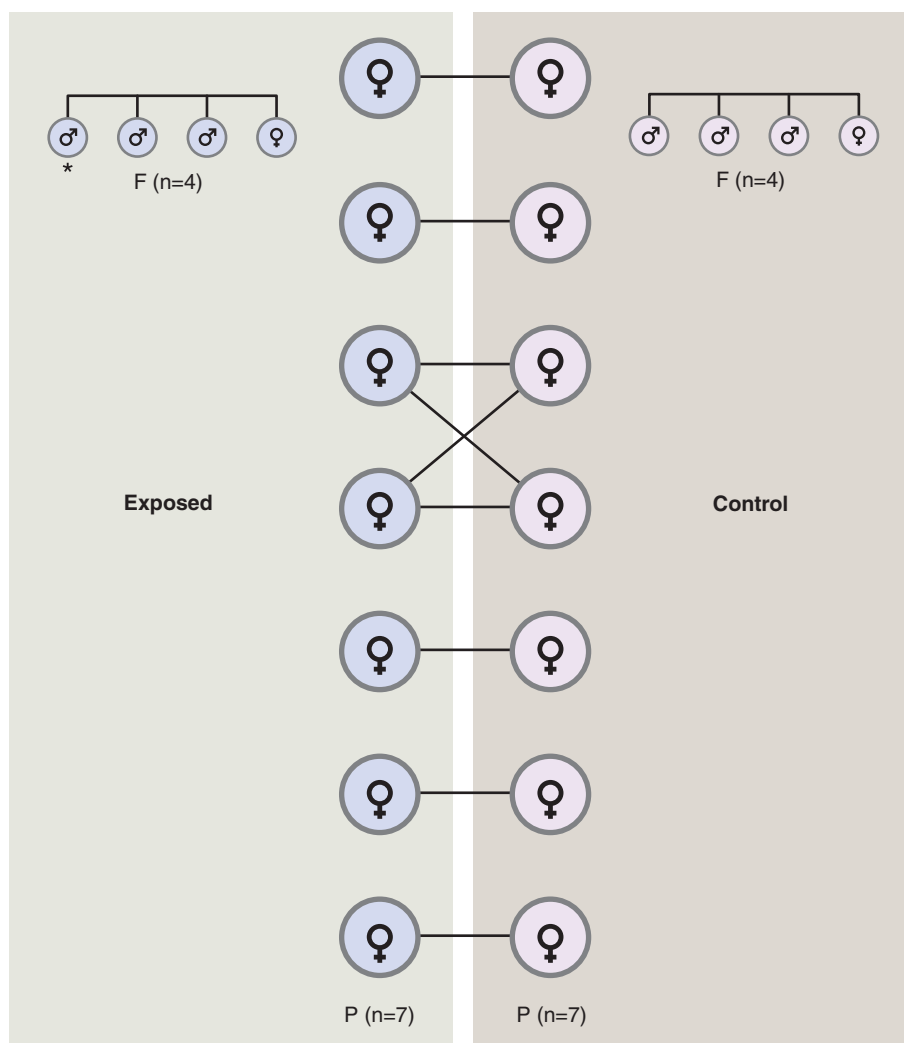 *
F (n=4)
F (n=4)
Exposed
Control
P (n=7)
P (n=7)